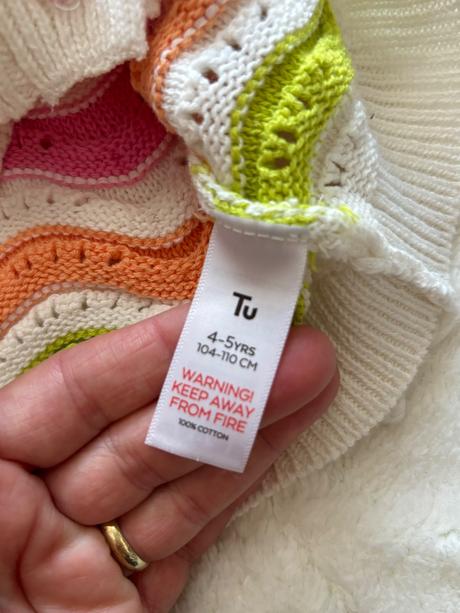 Tu
4-5YRS
104-110 CM
WARNING!
KEEP AWAY
FROM FIRE
100% COTTON